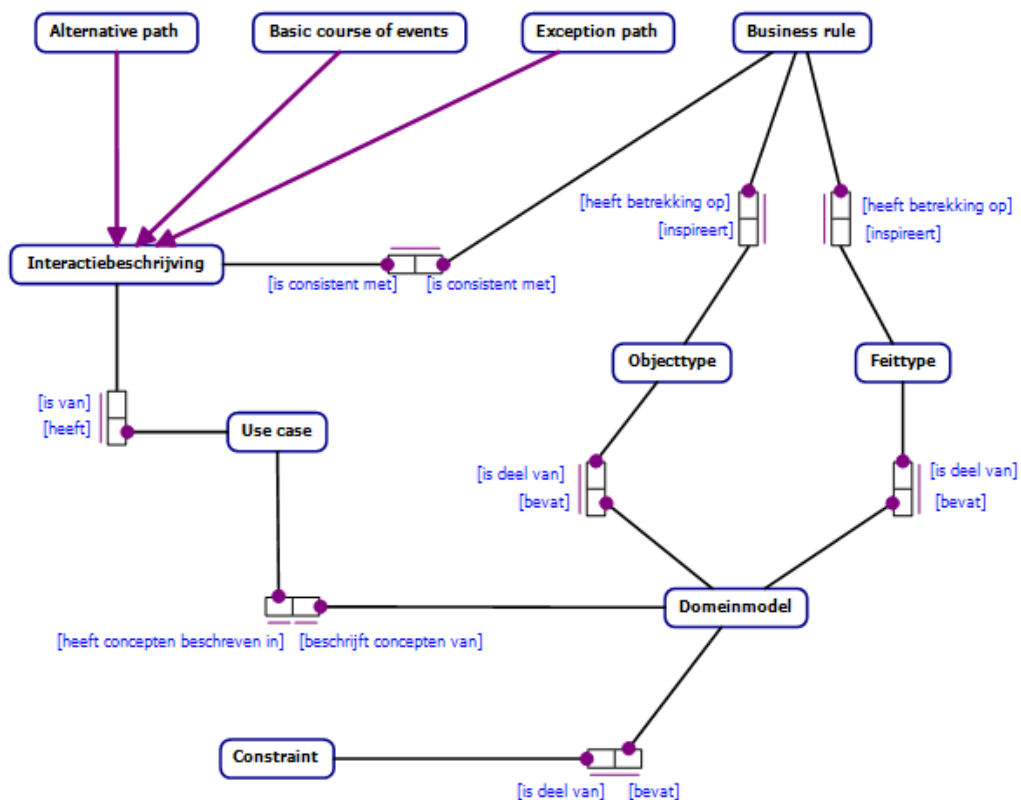 Alternative path
Basic course of events
Exception path
Business rule
[heeft betrekking op]
[inspireert]
[heeft betrekking op]
[inspireert]
Interactiebeschrijving
[is consistent met]
[is consistent met]
Objecttype
Feittype
[is van]
[heeft]
Use case
[is deel van]
[bevat]
[is deel van]
[bevat]
Domeinmodel
[heeft concepten beschreven in]
[beschrijft concepten van]
Constraint
[is deel van]
[bevat]